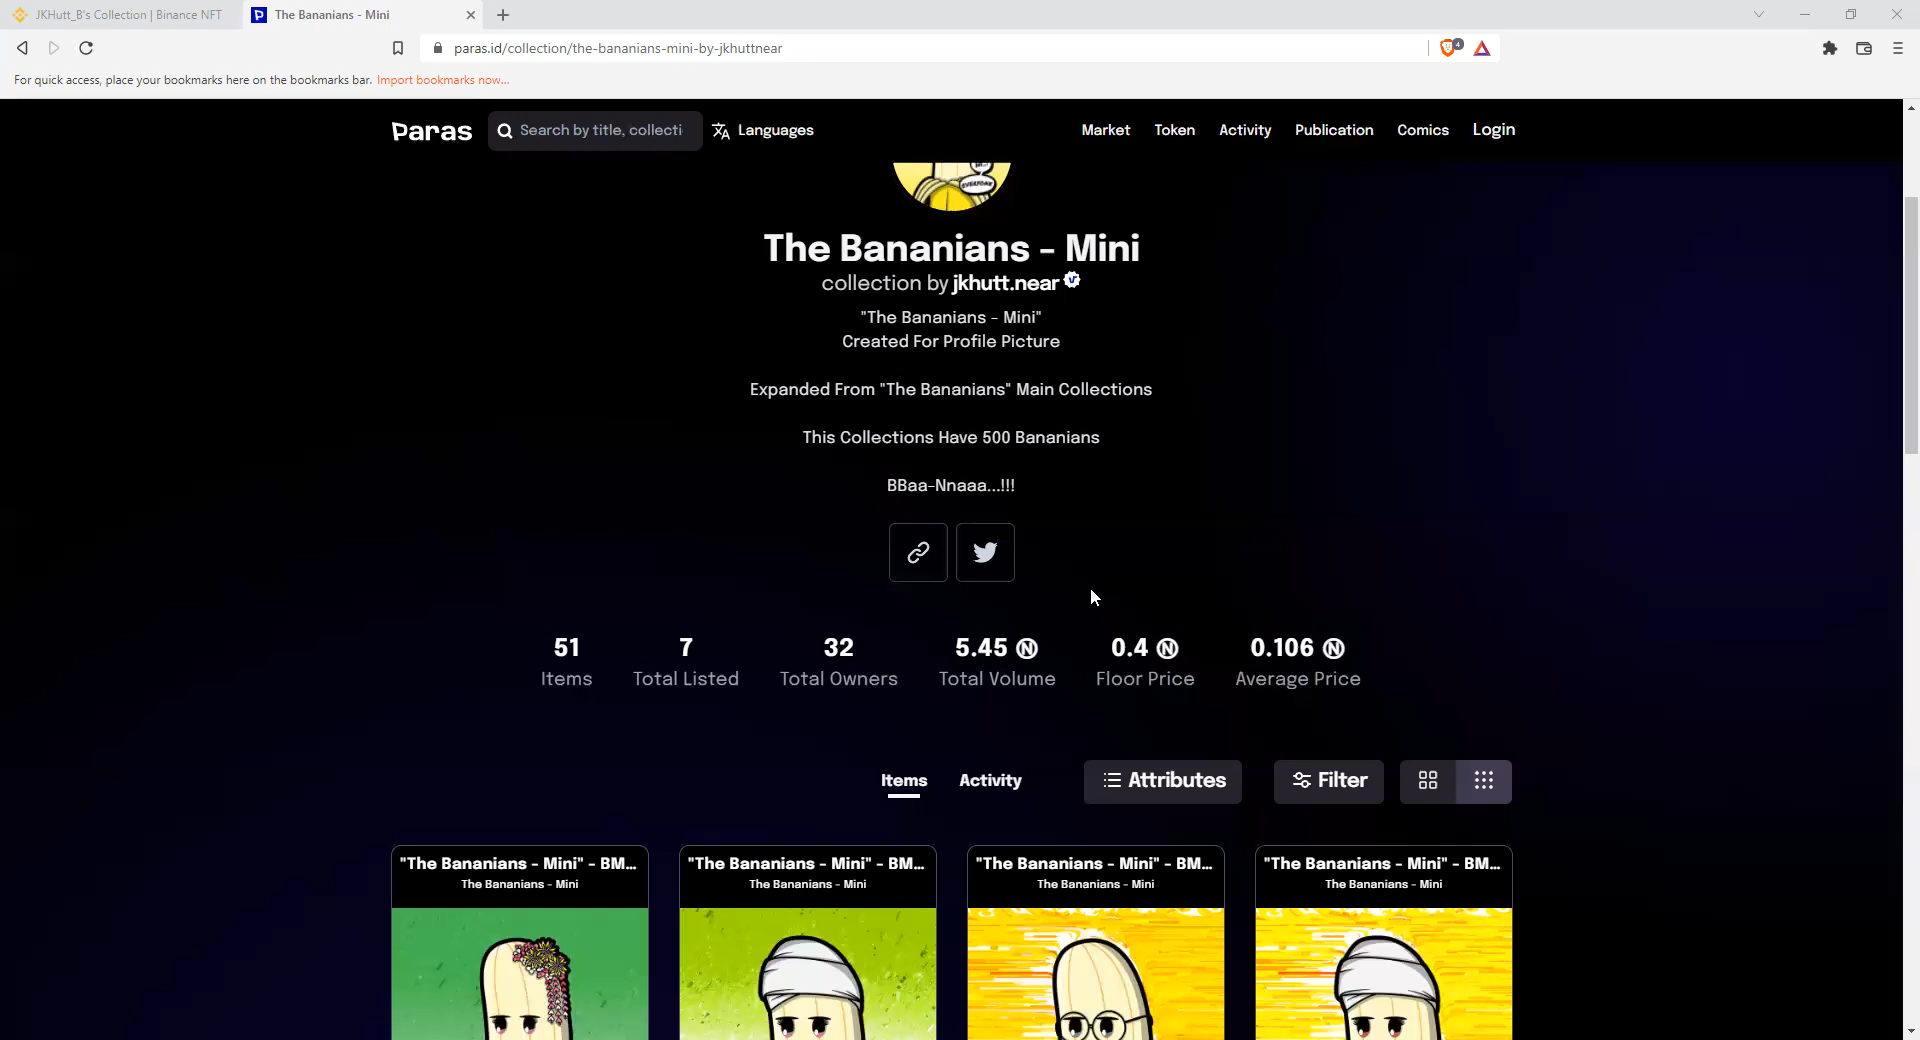 JKHutt_B's Collection | Binance NFT
The Bananians - Mini
paras.id/collection/the-bananians-mini-by-jkhuttnear
4
For quick access, place your bookmarks here on the bookmarks bar. Import bookmarks now...
Paras
Search by title, collecti
Languages
Market
Token
Activity
Publication
Comics
Login
EVERYONE
The Bananians - Mini
collection by jkhutt.near
"The Bananians - Mini"
Created For Profile Picture
Expanded From "The Bananians" Main Collections
This Collections Have 500 Bananians
BBaa-Nnaaa...!!!
51 7 32 5.45 0.4 0.106
Items Total Listed Total Owners Total Volume Floor Price Average Price
Items Activity Attributes Filter
"The Bananians - Mini" - BM... "The Bananians - Mini" - BM... "The Bananians - Mini" - BM... "The Bananians - Mini" - BM...
The Bananians - Mini The Bananians - Mini The Bananians - Mini The Bananians - Mini